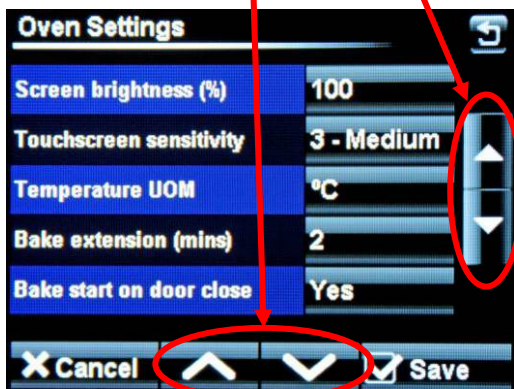 Oven Settings
Screen brightness (%) 100
Touchscreen sensitivity 3 - Medium
Temperature UOM ºC
Bake extension (mins) 2
Bake start on door close Yes
Cancel Save